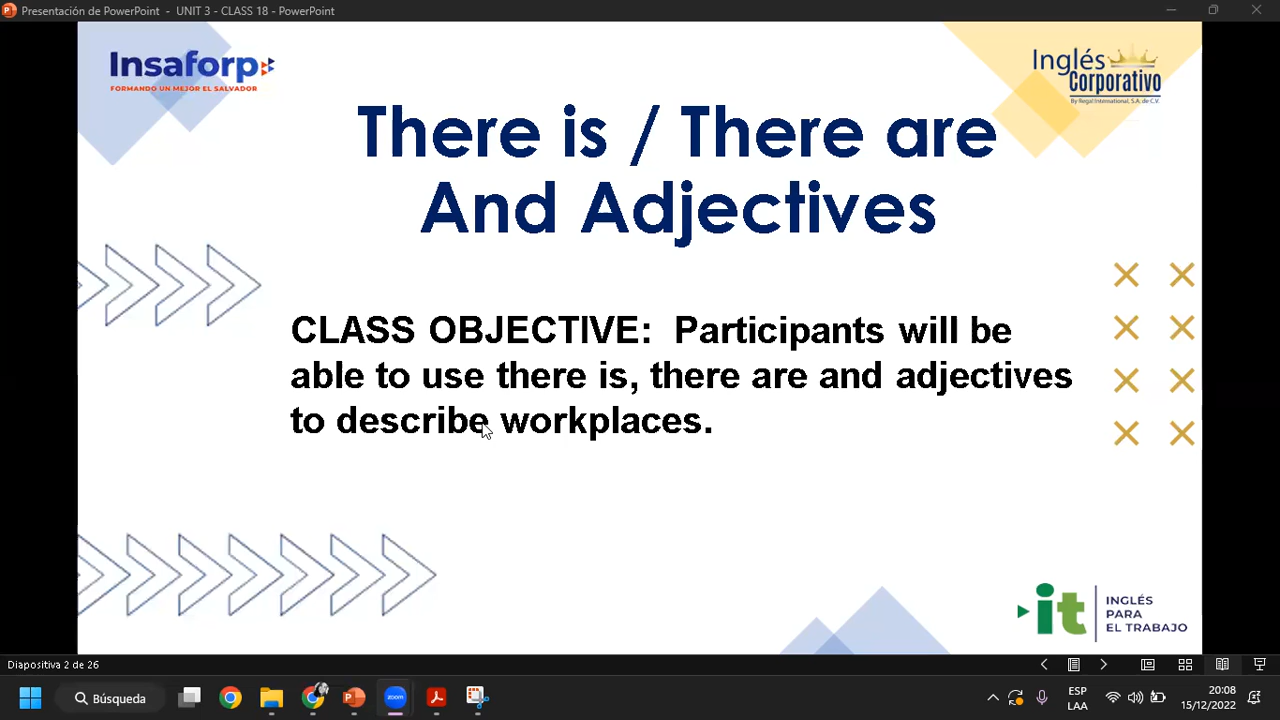 Presentación de PowerPoint - UNIT 3 - CLASS 18 - PowerPoint
Insaforp
FORMANDO UN MEJOR EL SALVADOR
Inglés
Corporativo
By Regal International, S.A. de C.V.
There is / There are
And Adjectives
CLASS OBJECTIVE: Participants will be
able to use there is, there are and adjectives
to describe workplaces.
it
INGLÉS
PARA
EL TRABAJO
Diapositiva 2 de 26
Búsqueda
zoom
ESP
LAA
20:08
15/12/2022